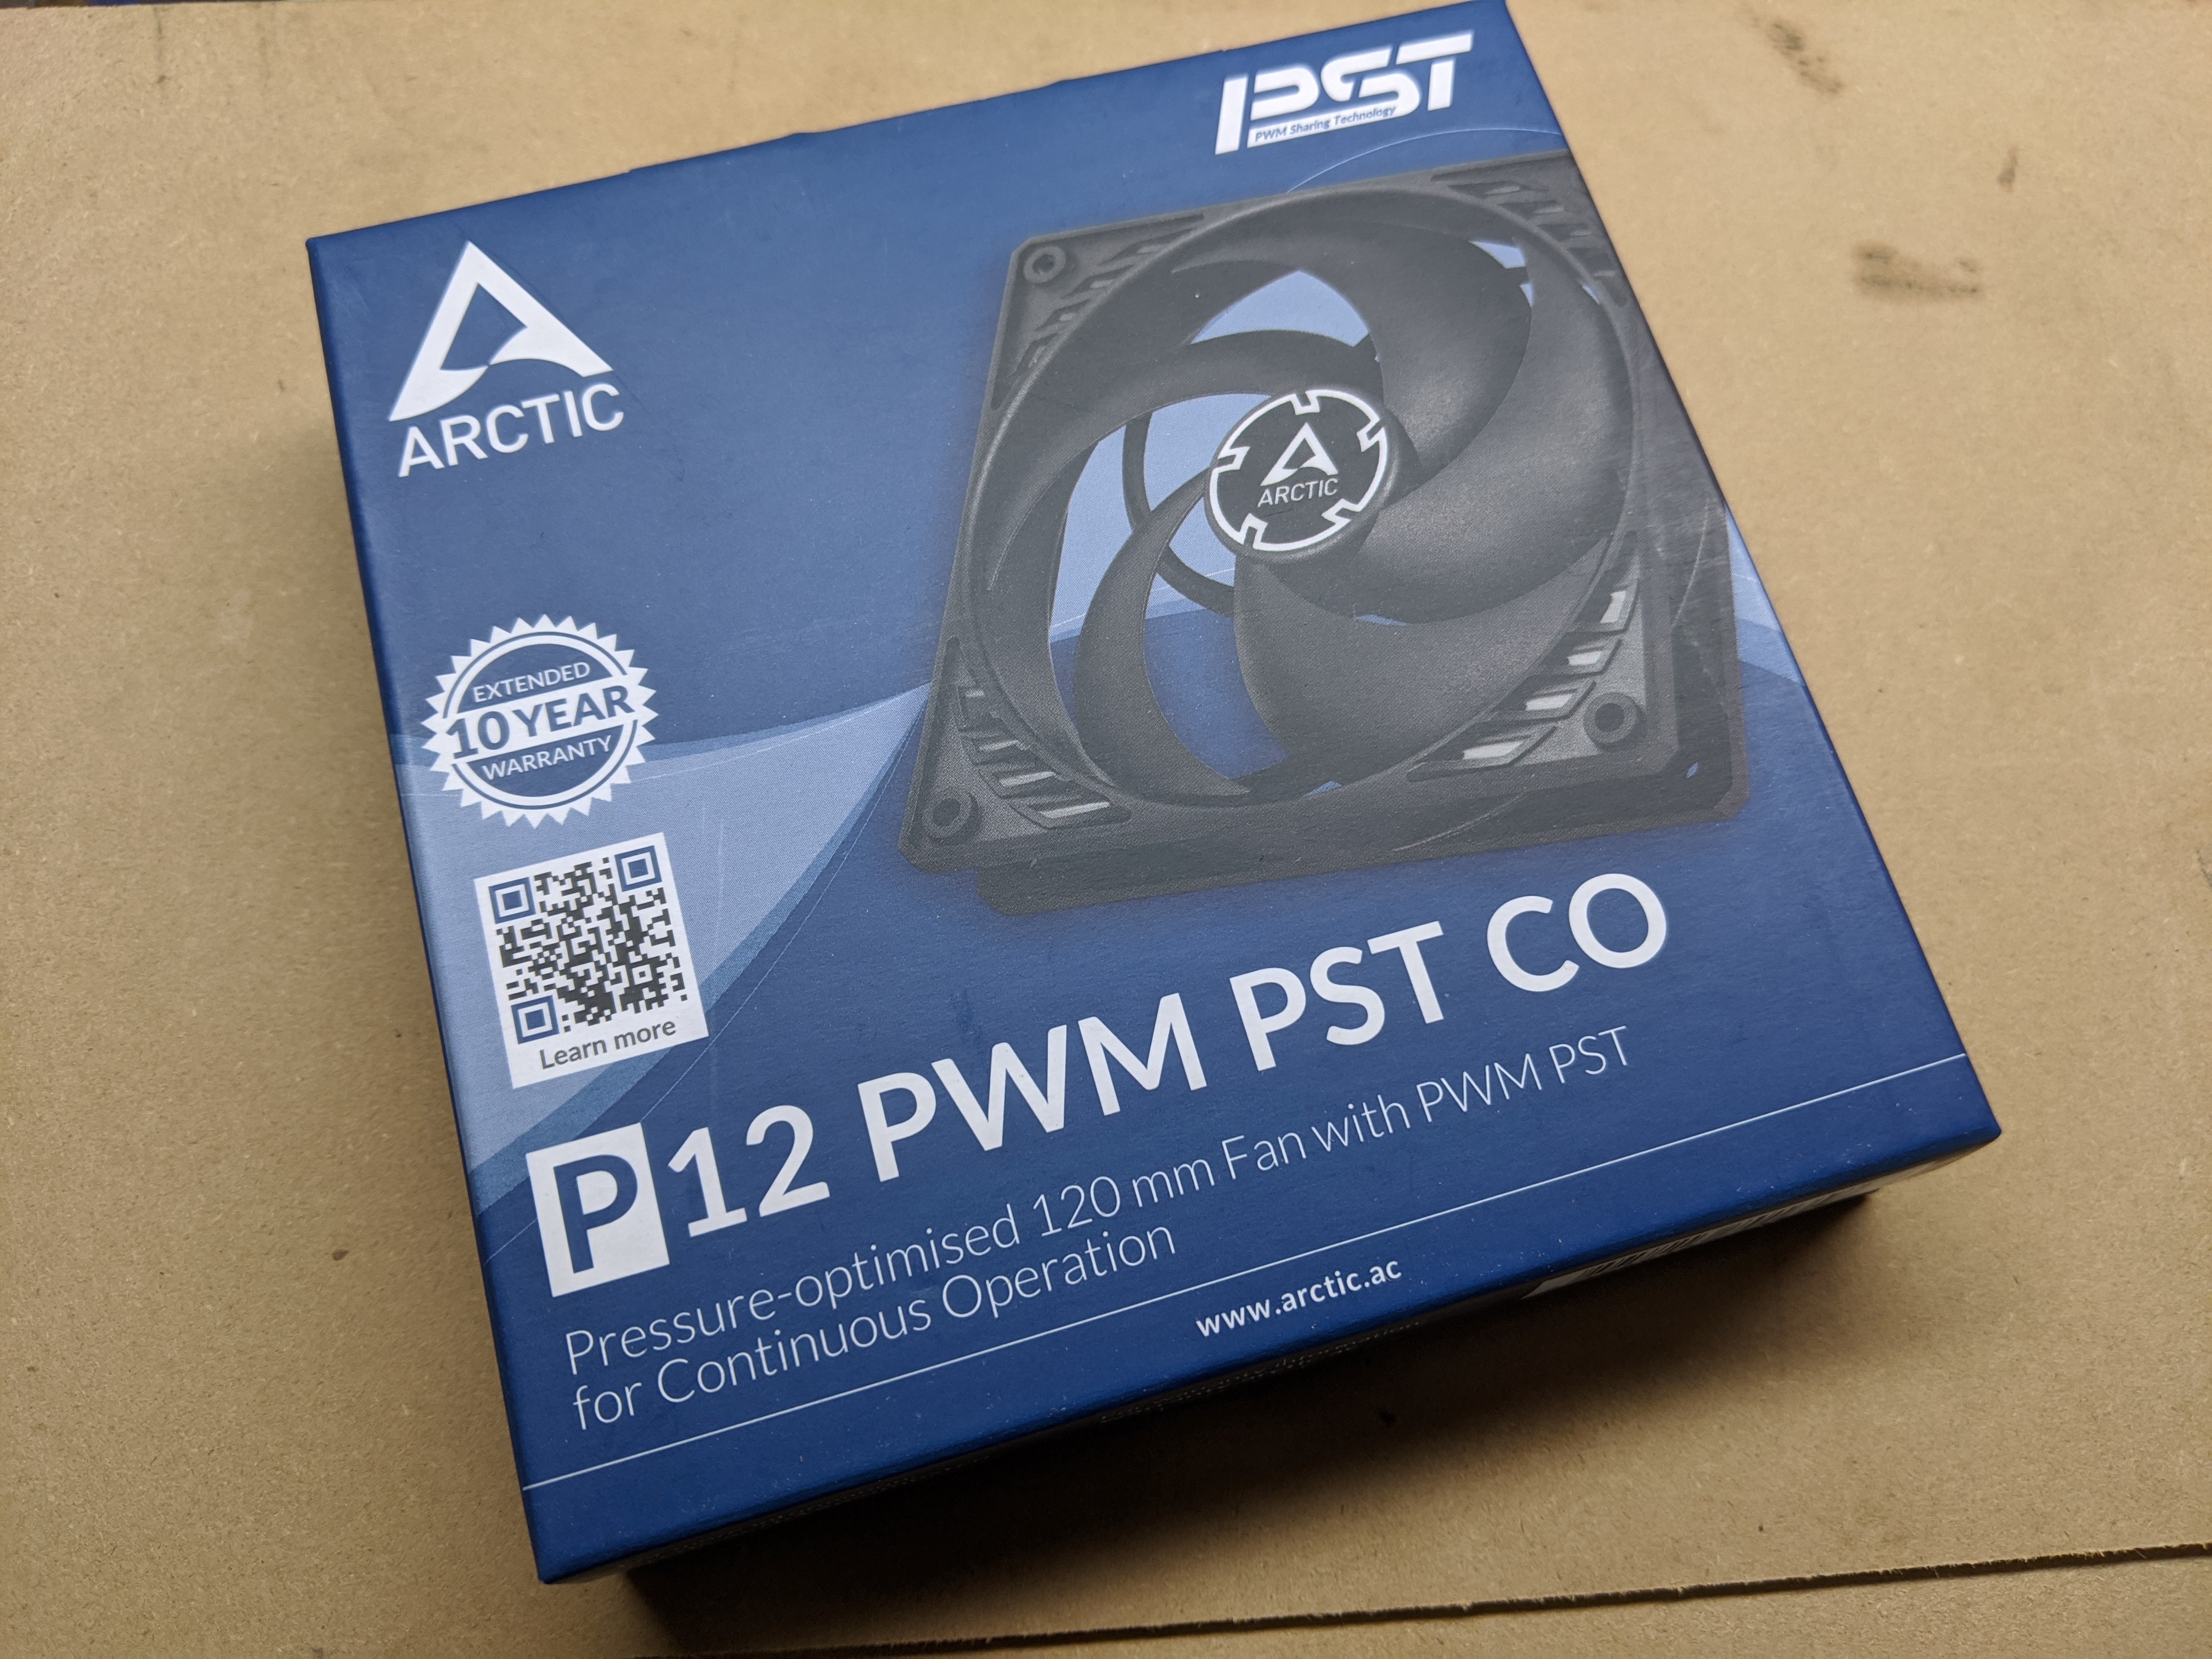 PST
PWM Sharing Technology
ARCTIC
ARCTIC
EXTENDED
10 YEAR
WARRANTY
Learn more
P12 PWM PST CO
Pressure-optimised 120 mm Fan with PWM PST
for Continuous Operation
www.arctic.ac